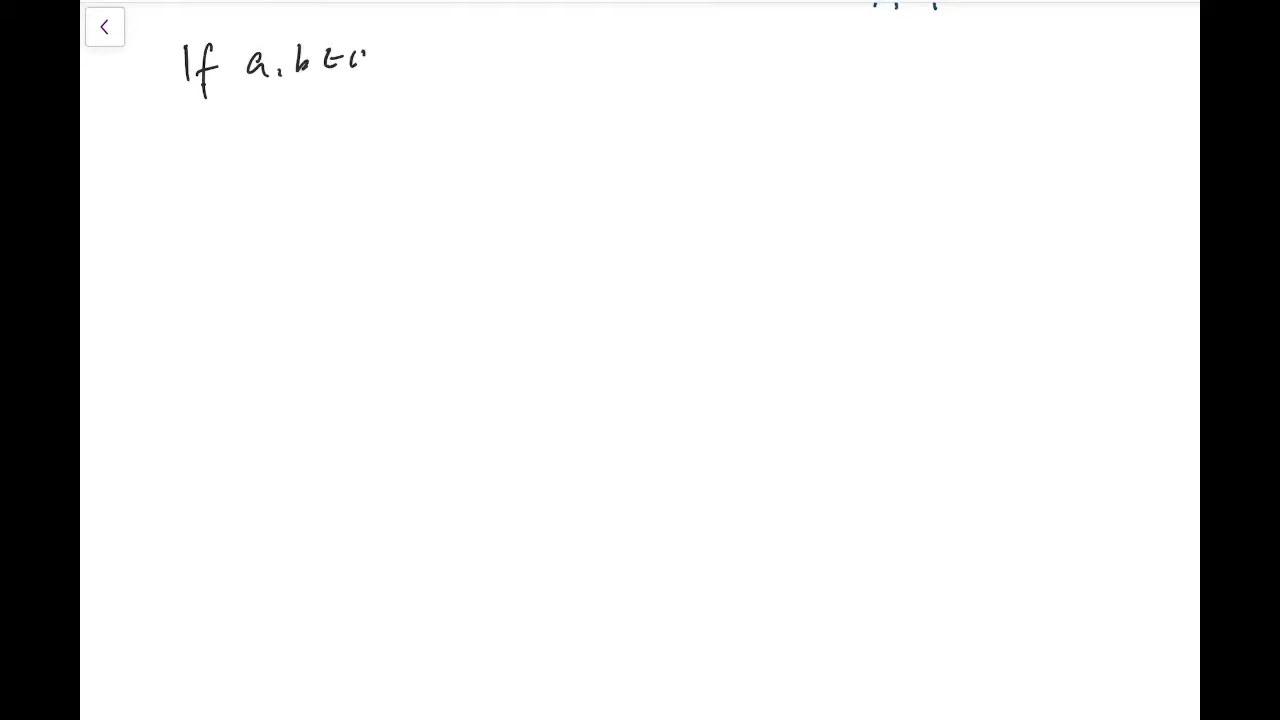 If a, b ∈